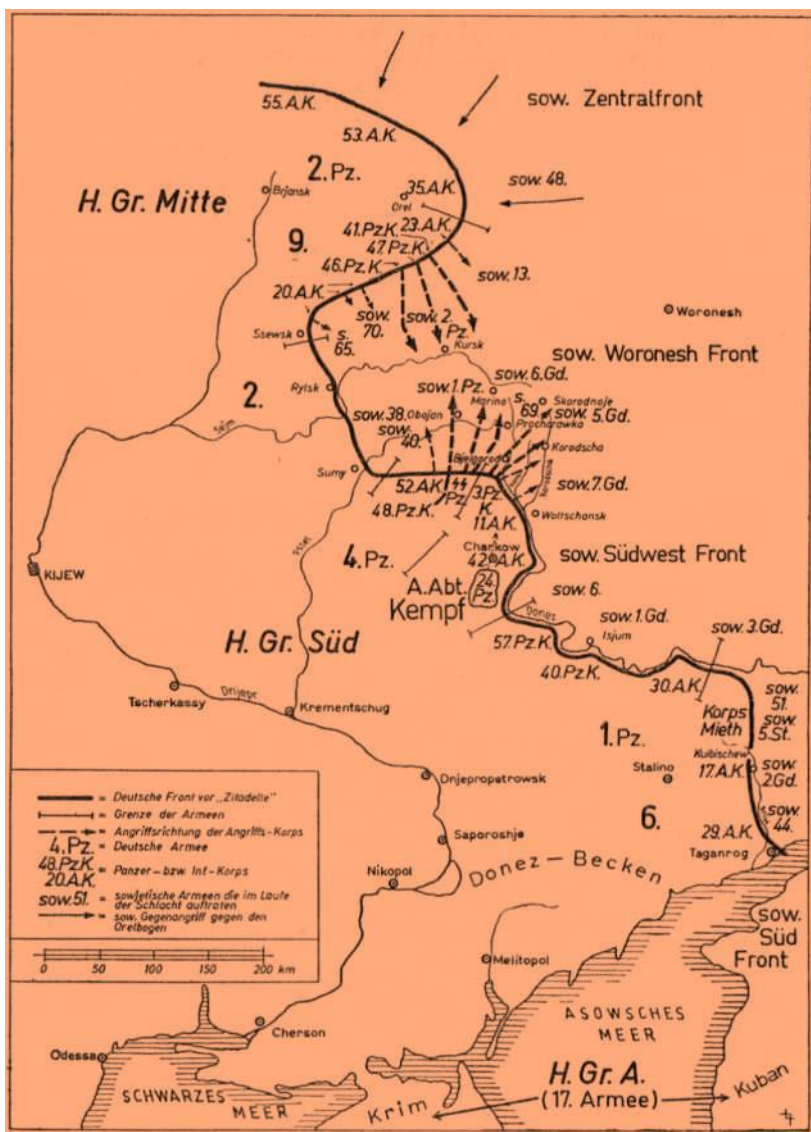 sow. Zentralfront
55. A.K.
53. A.K.
2. Pz.
Brjansk
H. Gr. Mitte
35. A.K.
Orel
sow. 48.
23. A.K.
41. Pz. K.
47. Pz. K.
9.
46. Pz. K
sow. 13.
20. A.K.
sow.
70.
sow. 2.
Pz.
Woronesh
Ssewsk
s.
65.
Kursk
sow. Woronesh Front
2.
Rylsk
sow. 6. Gd.
sow. 1. Pz.
Marino
s.
69.
Skorodnoje
sow.
5. Gd.
Seim
sow. 38.
Obojan
Procharowka
sow.
40.
Bjelgorod
Korodscha
Sumy
52. A.K
44
Pz.
3. Pz.
K.
sow. 7. Gd.
48. Pz. K.
11. A.K.
Woltschansk
Pssel
4. Pz.
Charkow
42. A.K.
sow. Südwest Front
KIJEW
A. Abt.
Kempf
24.
Pz.
sow. 6.
H. Gr. Süd
Donez
sow. 1. Gd.
Isjum
sow. 3. Gd.
57. Pz. K.
40. Pz. K.
30. A.K.
sow.
51.
sow.
5. St.
Tscherkassy
Dnjepr
Krementschug
Korps
Mieth
1. Pz.
Kuibischew
17. A.K.
sow.
2. Gd.
Stalino
Dnjepropetrowsk
6.
sow.
44.
29. A.K.
Taganrog
Saporoshje
Donez – Becken
Nikopol
= Deutsche Front vor „Zitadelle"
= Grenze der Armeen
= Angriffsrichtung der Angriffs-Korps
4. Pz. = Deutsche Armee
48. Pz. K.
20. A.K. = Panzer- bzw Inf-Korps
sow. 51. = sowjetische Armeen die im Laufe
der Schlacht auftraten
= sow. Gegenangriff gegen den
Orelbogen
0 50 100 150 200
km
sow.
Süd
Front
Melitopol
Cherson
ASOWSCHES
MEER
Odessa
SCHWARZES
MEER
H. Gr. A.
(17. Armee)
Krim
Kuban